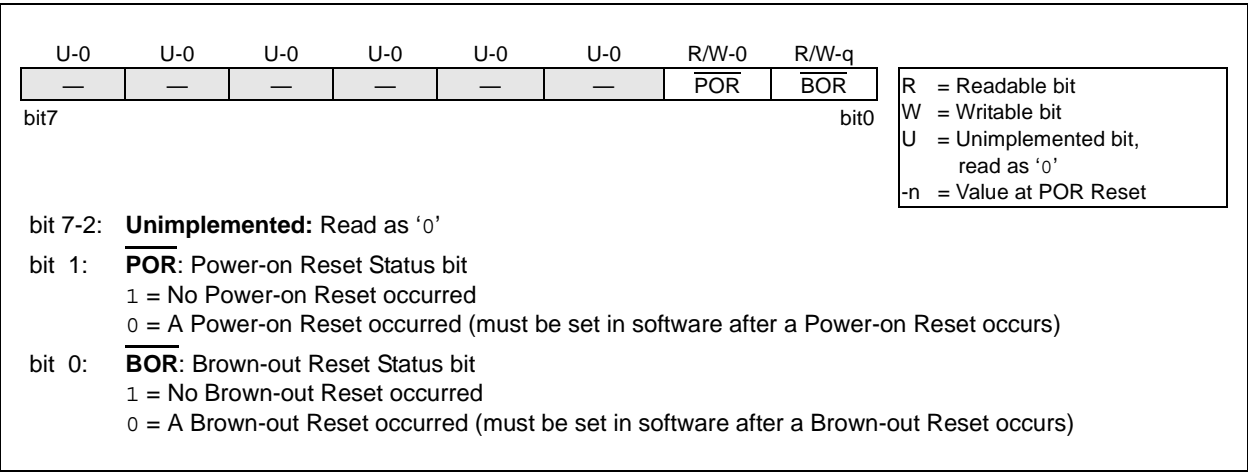 U-0 U-0 U-0 U-0 U-0 U-0 R/W-0 R/W-q
— — — — — — P̅O̅R̅ B̅O̅R̅
bit7 bit0
R = Readable bit
W = Writable bit
U = Unimplemented bit,
read as ‘0’
-n = Value at POR Reset
bit 7-2: Unimplemented: Read as ‘0’
bit 1: P̅O̅R̅: Power-on Reset Status bit
1 = No Power-on Reset occurred
0 = A Power-on Reset occurred (must be set in software after a Power-on Reset occurs)
bit 0: B̅O̅R̅: Brown-out Reset Status bit
1 = No Brown-out Reset occurred
0 = A Brown-out Reset occurred (must be set in software after a Brown-out Reset occurs)